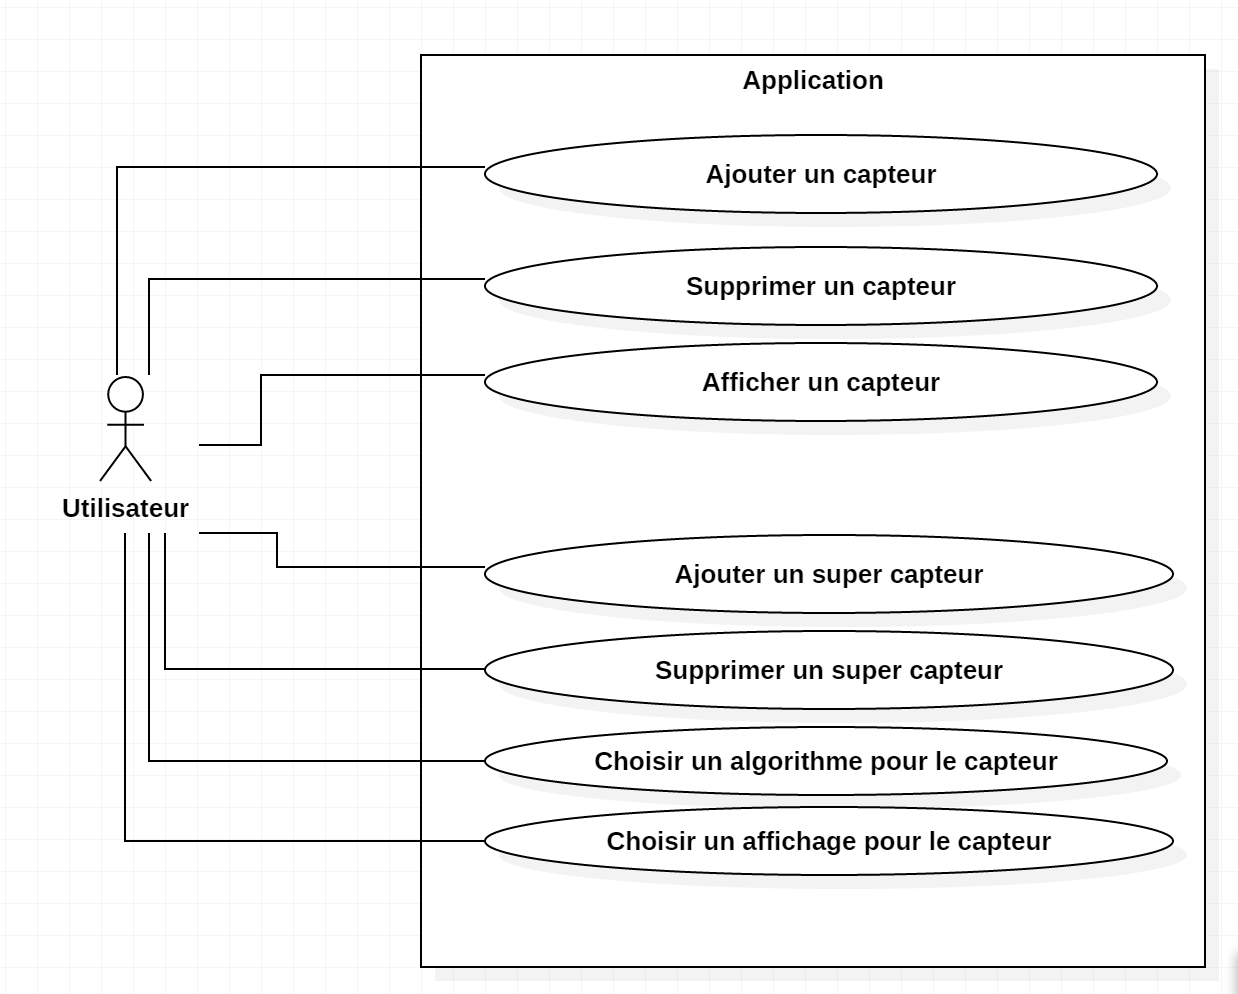 Application
Ajouter un capteur
Supprimer un capteur
Afficher un capteur
Utilisateur
Ajouter un super capteur
Supprimer un super capteur
Choisir un algorithme pour le capteur
Choisir un affichage pour le capteur